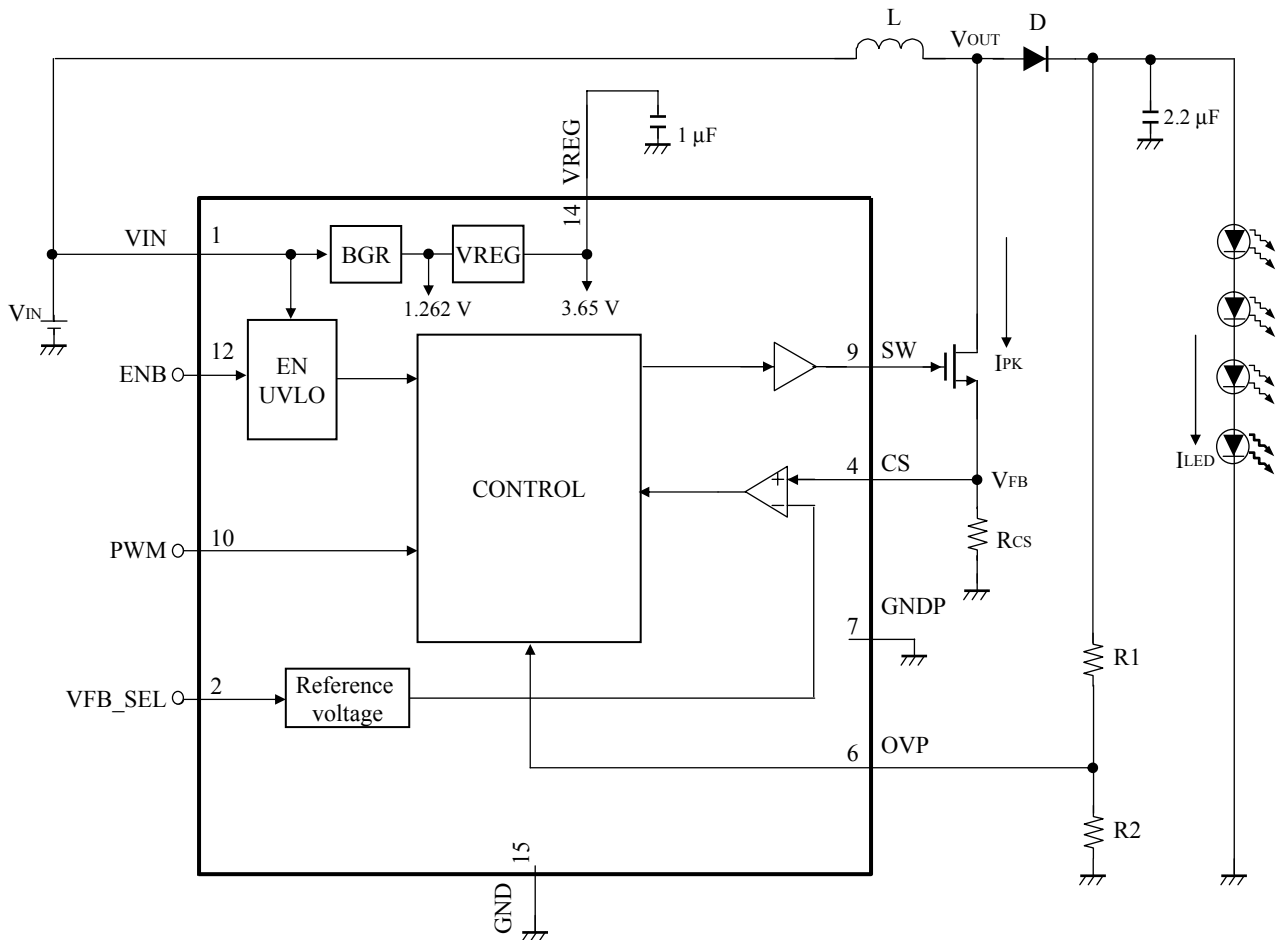 L
VOUT
D
2.2 µF
1 µF
VREG
14
VIN
1
BGR
VREG
1.262 V
3.65 V
VIN
12
ENB
EN
UVLO
9
SW
IPK
ILED
CONTROL
4
CS
VFB
RCS
PWM
10
GNDP
7
R1
VFB_SEL
2
Reference
voltage
6
OVP
R2
15
GND